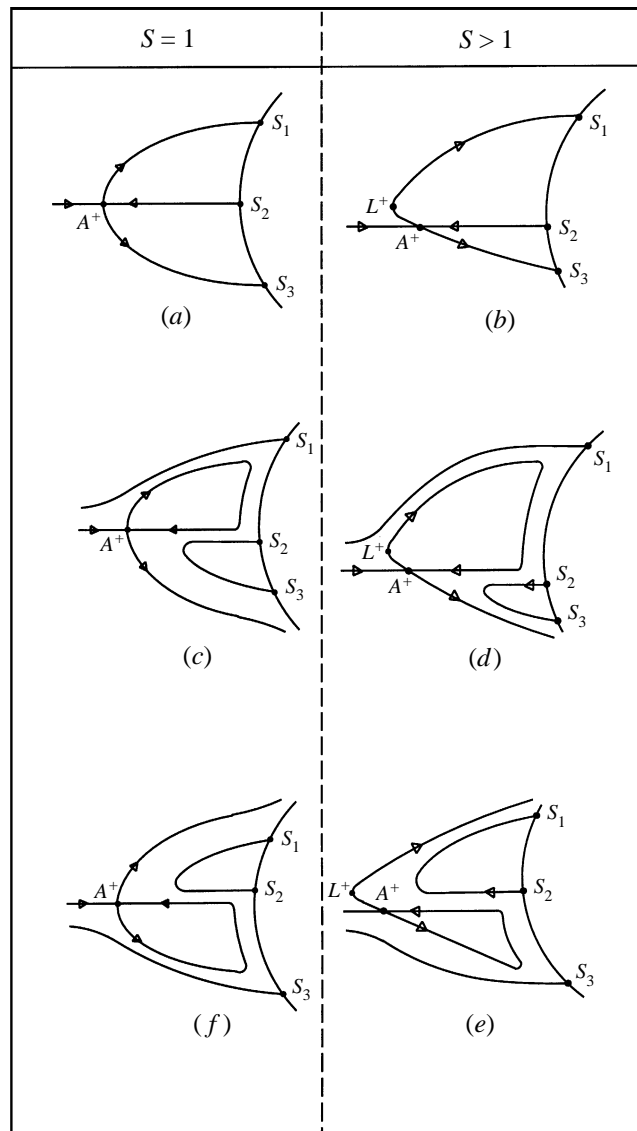 S = 1 S > 1
S₁ S₁
L⁺
A⁺ S₂ A⁺ S₂
S₃ S₃
(a) (b)
S₁ S₁
A⁺ S₂ L⁺ A⁺ S₂
S₃ S₃
(c) (d)
S₁ S₁
A⁺ S₂ L⁺ A⁺ S₂
S₃ S₃
(f) (e)